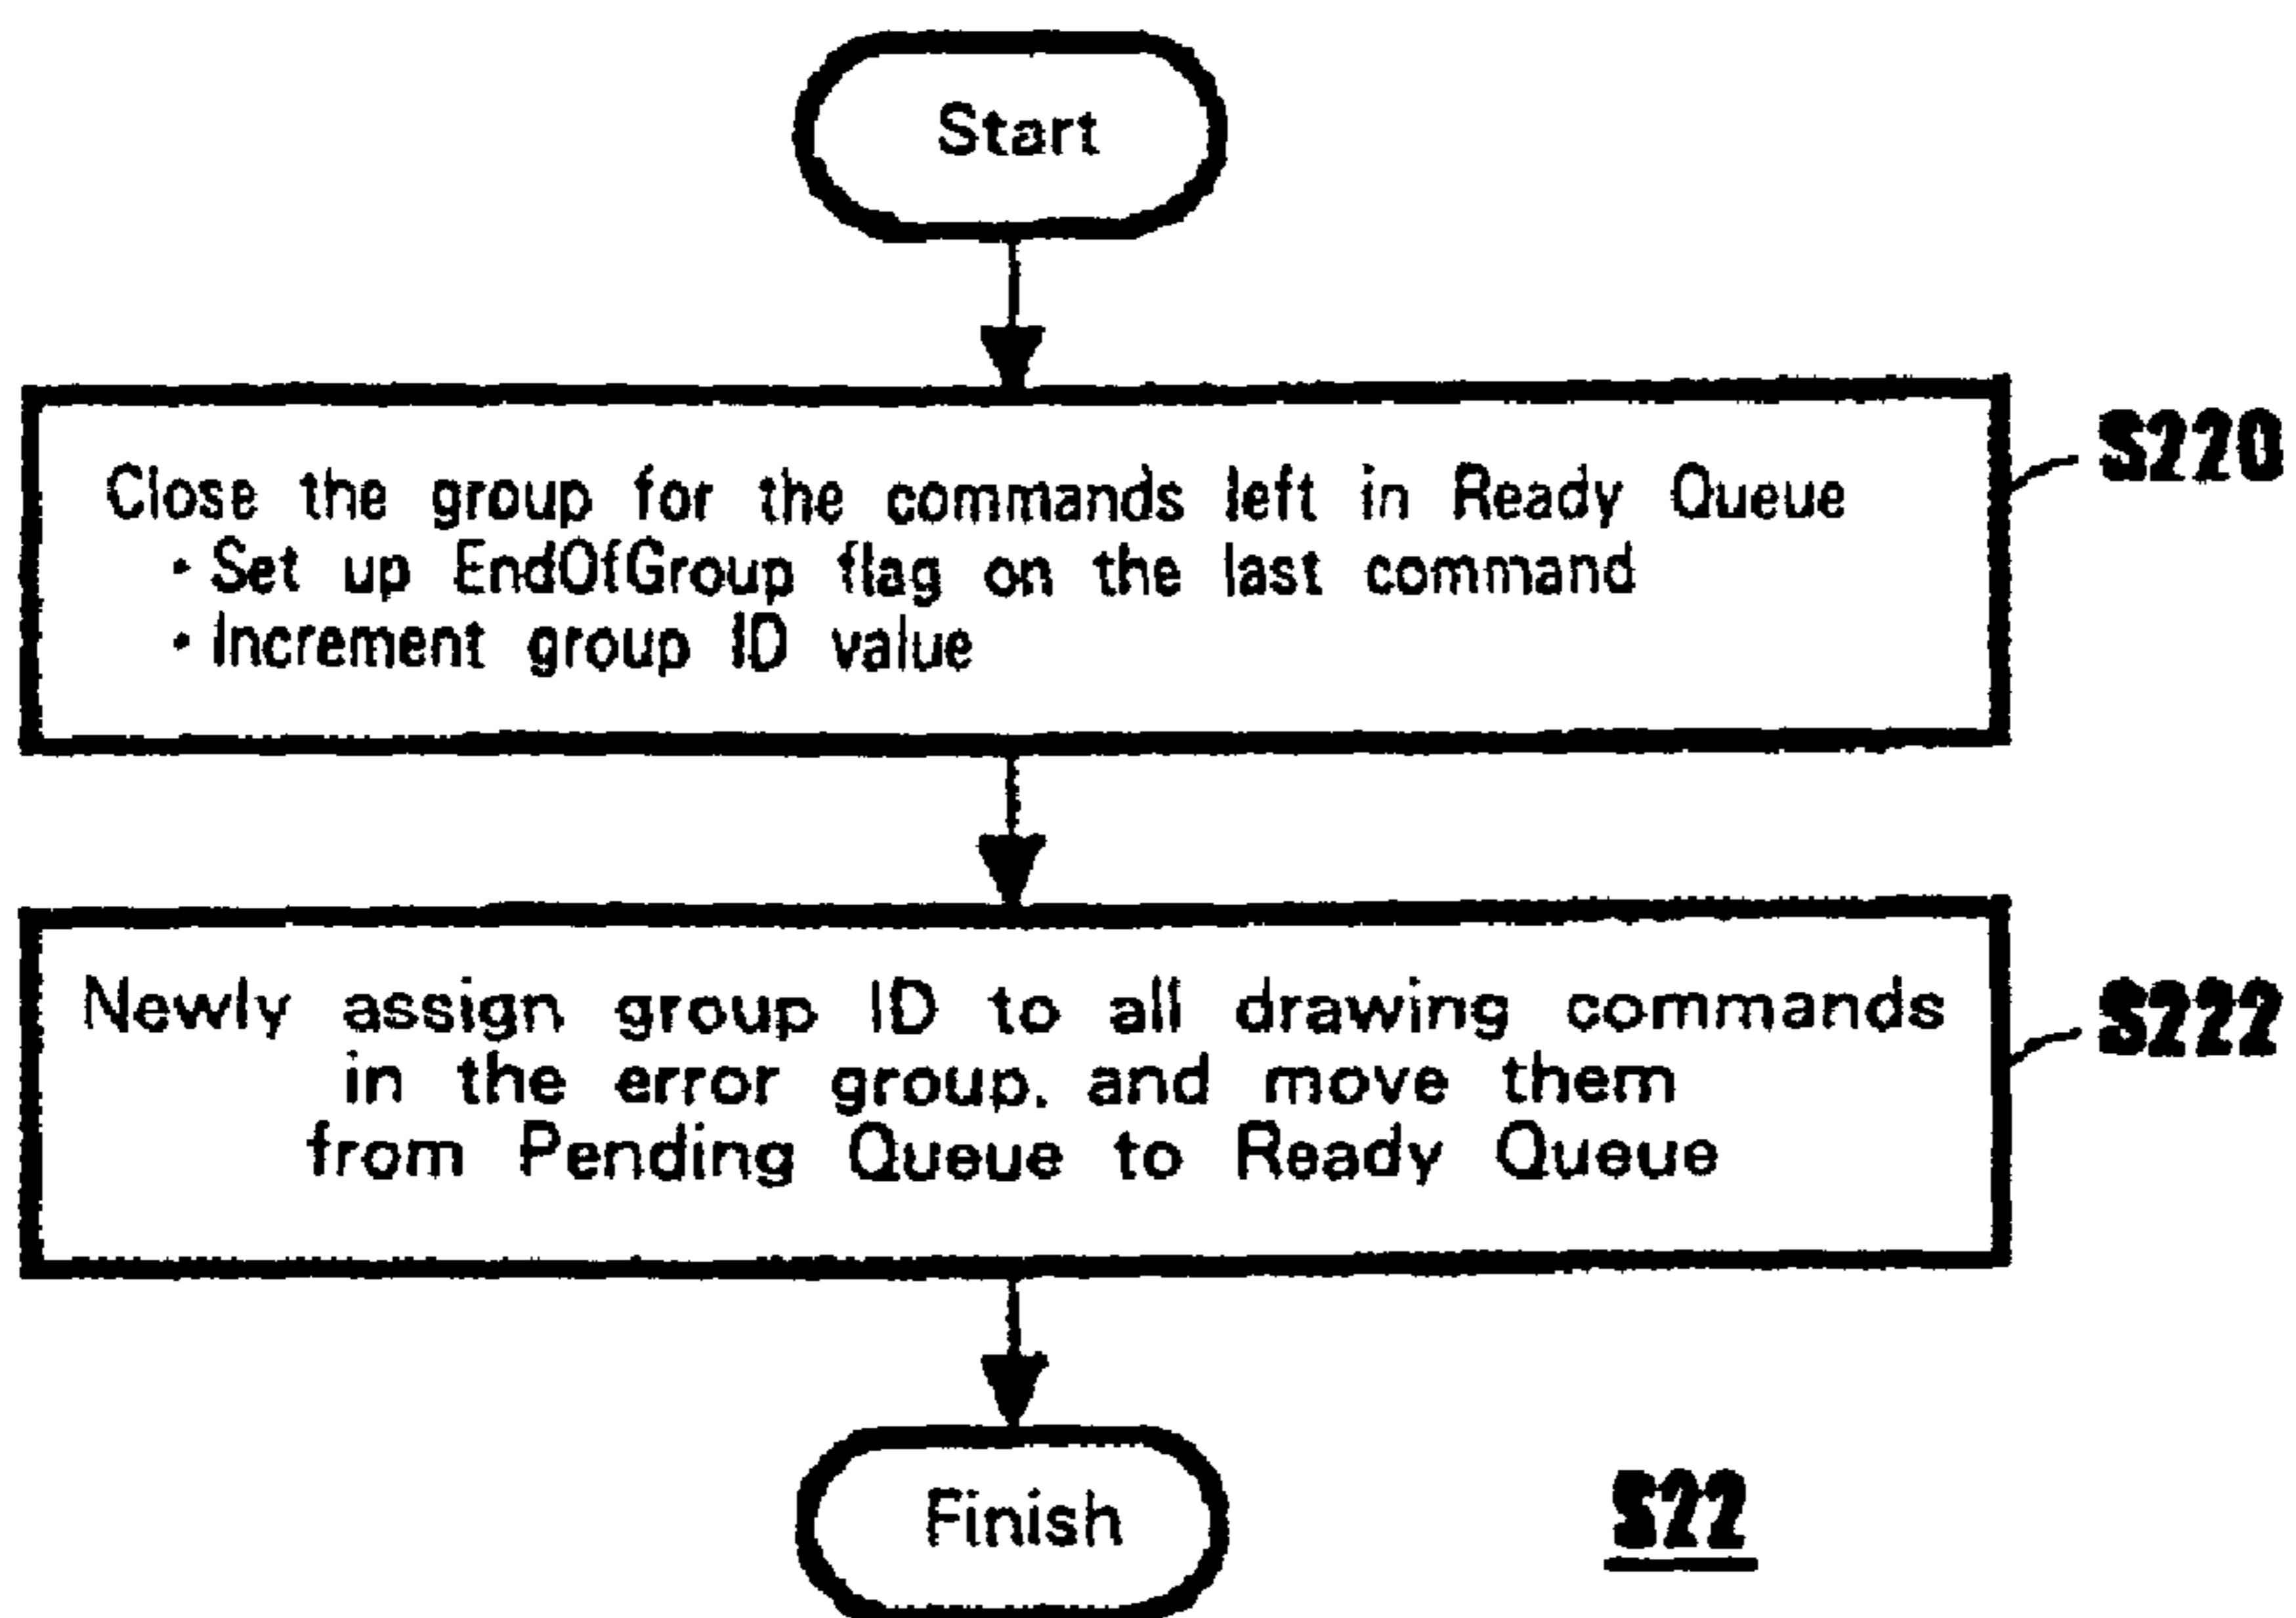 Start
Close the group for the commands left in Ready Queue
· Set up EndOfGroup flag on the last command
· Increment group ID value
S220
Newly assign group ID to all drawing commands
in the error group. and move them
from Pending Queue to Ready Queue
S222
Finish
S22